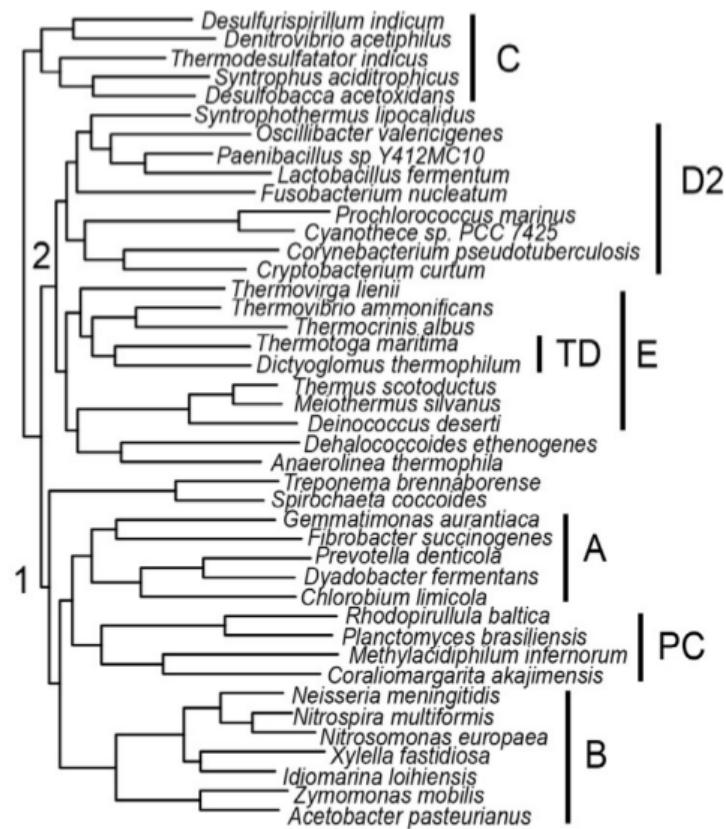 Desulfurispirillum indicum
Denitrovibrio acetiphilus
Thermodesulfatator indicus
C
Syntrophus aciditrophicus
Desulfobacca acetoxidans
Syntrophothermus lipocalidus
Oscillibacter valericigenes
Paenibacillus sp Y412MC10
Lactobacillus fermentum
D2
Fusobacterium nucleatum
Prochlorococcus marinus
Cyanothece sp. PCC 7425
2
Corynebacterium pseudotuberculosis
Cryptobacterium curtum
Thermovirga lienii
Thermovibrio ammonificans
Thermocrinis albus
Thermotoga maritima
TD
E
Dictyoglomus thermophilum
Thermus scotoductus
Meiothermus silvanus
Deinococcus deserti
Dehalococcoides ethenogenes
Anaerolinea thermophila
Treponema brennaborense
Spirochaeta coccoides
Gemmatimonas aurantiaca
Fibrobacter succinogenes
A
Prevotella denticola
1
Dyadobacter fermentans
Chlorobium limicola
Rhodopirullula baltica
Planctomyces brasiliensis
PC
Methylacidiphilum infernorum
Coraliomargarita akajimensis
Neisseria meningitidis
Nitrospira multiformis
Nitrosomonas europaea
B
Xylella fastidiosa
Idiomarina loihiensis
Zymomonas mobilis
Acetobacter pasteurianus